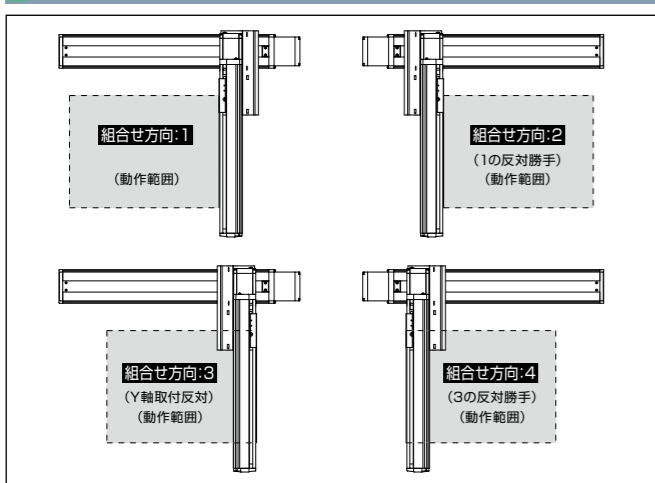 組合せ方向:1
(動作範囲)
組合せ方向:2
(1の反対勝手)
(動作範囲)
組合せ方向:3
(Y軸取付反対)
(動作範囲)
組合せ方向:4
(3の反対勝手)
(動作範囲)